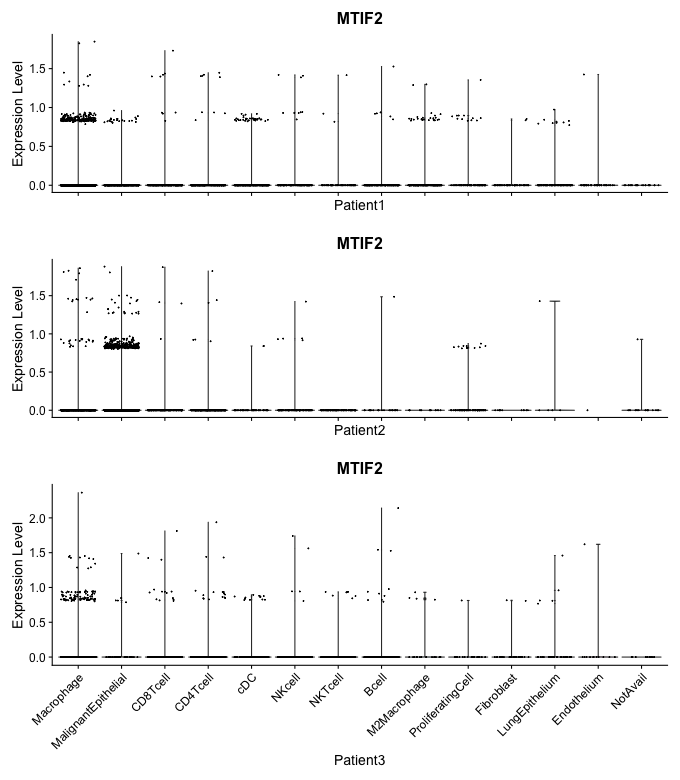 MTIF2
Expression Level
1.5
1.0
0.5
0.0
Patient1
MTIF2
Expression Level
1.5
1.0
0.5
0.0
Patient2
MTIF2
Expression Level
2.0
1.5
1.0
0.5
0.0
Macrophage
MalignantEpithelial
CD8Tcell
CD4Tcell
cDC
NKcell
NKTcell
Bcell
M2Macrophage
ProliferatingCell
Fibroblast
LungEpithelium
Endothelium
NotAvail
Patient3